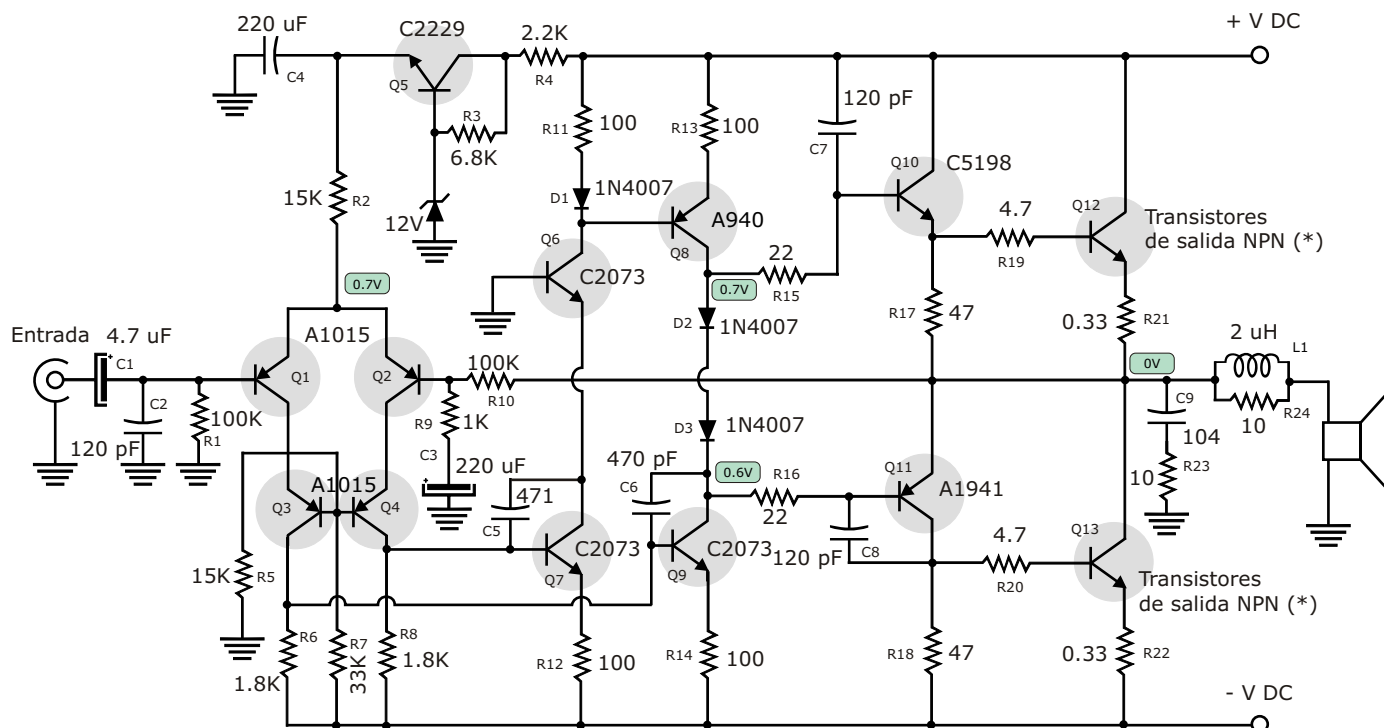 220 uF
C4
C2229
Q5
2.2K
R4
+ V DC
R3
6.8K
12V
15K
R2
R11
100
R13
100
120 pF
C7
D1
1N4007
Q10
C5198
Q6
C2073
A940
Q8
4.7
R19
Q12
Transistores
de salida NPN (*)
0.7V
22
R15
0.7V
D2
1N4007
R17
47
0.33
R21
2 uH
L1
Entrada
4.7 uF
C1
A1015
Q1
Q2
100K
R10
0V
R24
10
C2
120 pF
100K
R1
R9
1K
C3
220 uF
D3
1N4007
C9
104
10
R23
A1015
Q3
Q4
471
C5
470 pF
C6
0.6V
R16
22
Q11
A1941
C2073
Q7
C2073
Q9
120 pF
C8
4.7
R20
Q13
Transistores
de salida NPN (*)
15K
R5
R6
1.8K
R7
33K
R8
1.8K
R12
100
R14
100
R18
47
0.33
R22
- V DC